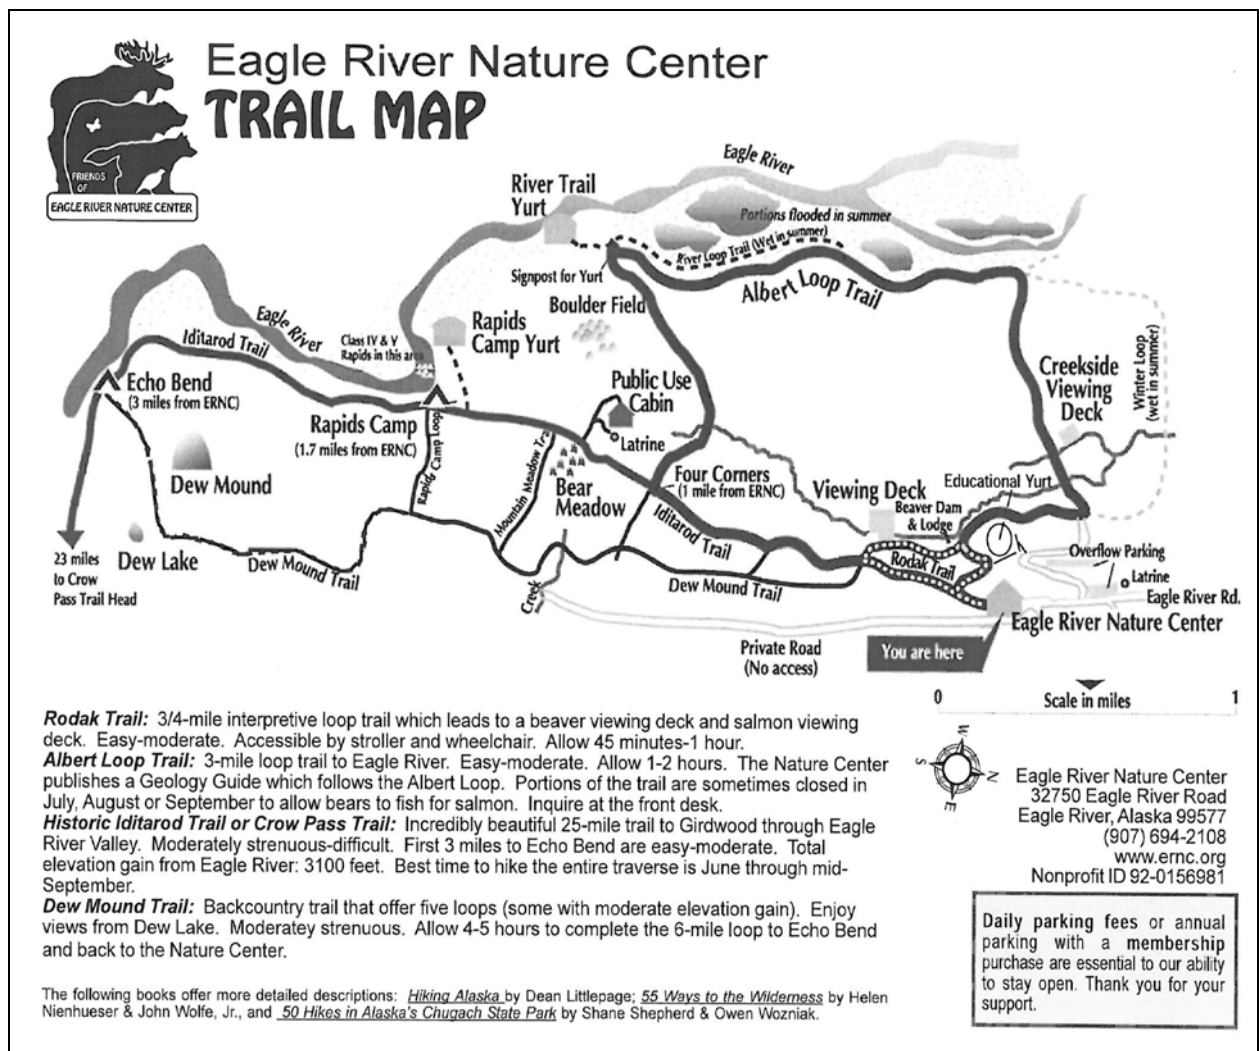 Eagle River Nature Center
TRAIL MAP
FRIENDS
OF
EAGLE RIVER NATURE CENTER
Eagle River
River Trail
Yurt
Portions flooded in summer
River Loop Trail (Wet in summer)
Signpost for Yurt
Albert Loop Trail
Boulder Field
Eagle River
Iditarod Trail
Class IV & V
Rapids in this area
Rapids
Camp Yurt
Winter Loop
(wet in summer)
Creekside
Viewing
Deck
Echo Bend
(3 miles from ERNC)
Public Use
Cabin
Latrine
Rapids Camp
(1.7 miles from ERNC)
Rapids Camp Loop
Mountain Meadow Trail
Dew Mound
Bear
Meadow
Four Corners
(1 mile from ERNC)
Viewing Deck
Educational Yurt
Beaver Dam
& Lodge
Iditarod Trail
Rodak Trail
Overflow Parking
Latrine
Eagle River Rd.
23 miles
to Crow
Pass Trail Head
Dew Lake
Dew Mound Trail
Creek
Dew Mound Trail
Eagle River Nature Center
Private Road
(No access)
You are here
0 1
Scale in miles
W
S
N
E
Rodak Trail: 3/4-mile interpretive loop trail which leads to a beaver viewing deck and salmon viewing
deck. Easy-moderate. Accessible by stroller and wheelchair. Allow 45 minutes-1 hour.
Albert Loop Trail: 3-mile loop trail to Eagle River. Easy-moderate. Allow 1-2 hours. The Nature Center
publishes a Geology Guide which follows the Albert Loop. Portions of the trail are sometimes closed in
July, August or September to allow bears to fish for salmon. Inquire at the front desk.
Historic Iditarod Trail or Crow Pass Trail: Incredibly beautiful 25-mile trail to Girdwood through Eagle
River Valley. Moderately strenuous-difficult. First 3 miles to Echo Bend are easy-moderate. Total
elevation gain from Eagle River: 3100 feet. Best time to hike the entire traverse is June through mid-
September.
Dew Mound Trail: Backcountry trail that offer five loops (some with moderate elevation gain). Enjoy
views from Dew Lake. Moderatey strenuous. Allow 4-5 hours to complete the 6-mile loop to Echo Bend
and back to the Nature Center.
The following books offer more detailed descriptions: Hiking Alaska by Dean Littlepage; 55 Ways to the Wilderness by Helen
Nienhueser & John Wolfe, Jr., and 50 Hikes in Alaska's Chugach State Park by Shane Shepherd & Owen Wozniak.
Eagle River Nature Center
32750 Eagle River Road
Eagle River, Alaska 99577
(907) 694-2108
www.ernc.org
Nonprofit ID 92-0156981
Daily parking fees or annual
parking with a membership
purchase are essential to our ability
to stay open. Thank you for your
support.